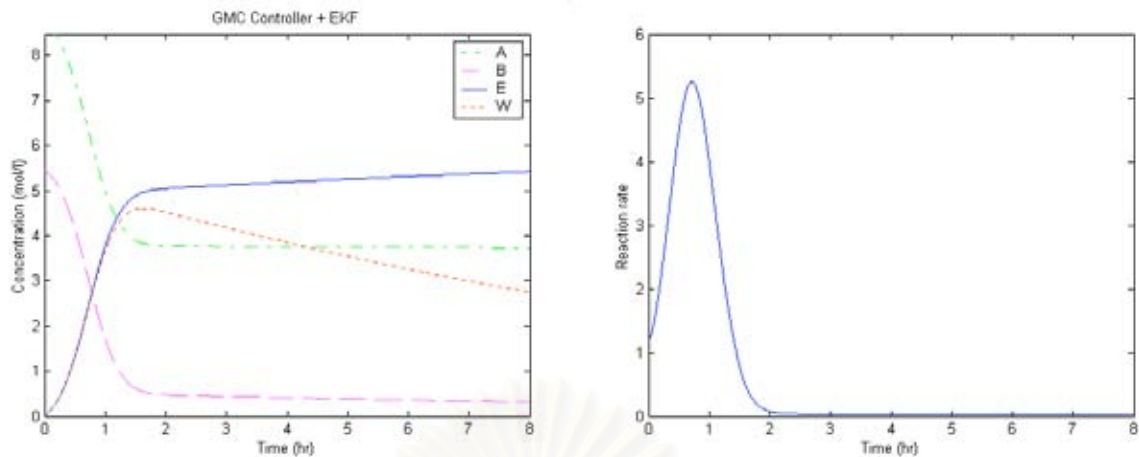 GMC Controller + EKF
Concentration (mol/l)
8
7
6
5
4
3
2
1
0
A
B
E
W
0 1 2 3 4 5 6 7 8
Time (hr)
Reaction rate
6
5
4
3
2
1
0
0 1 2 3 4 5 6 7 8
Time (hr)